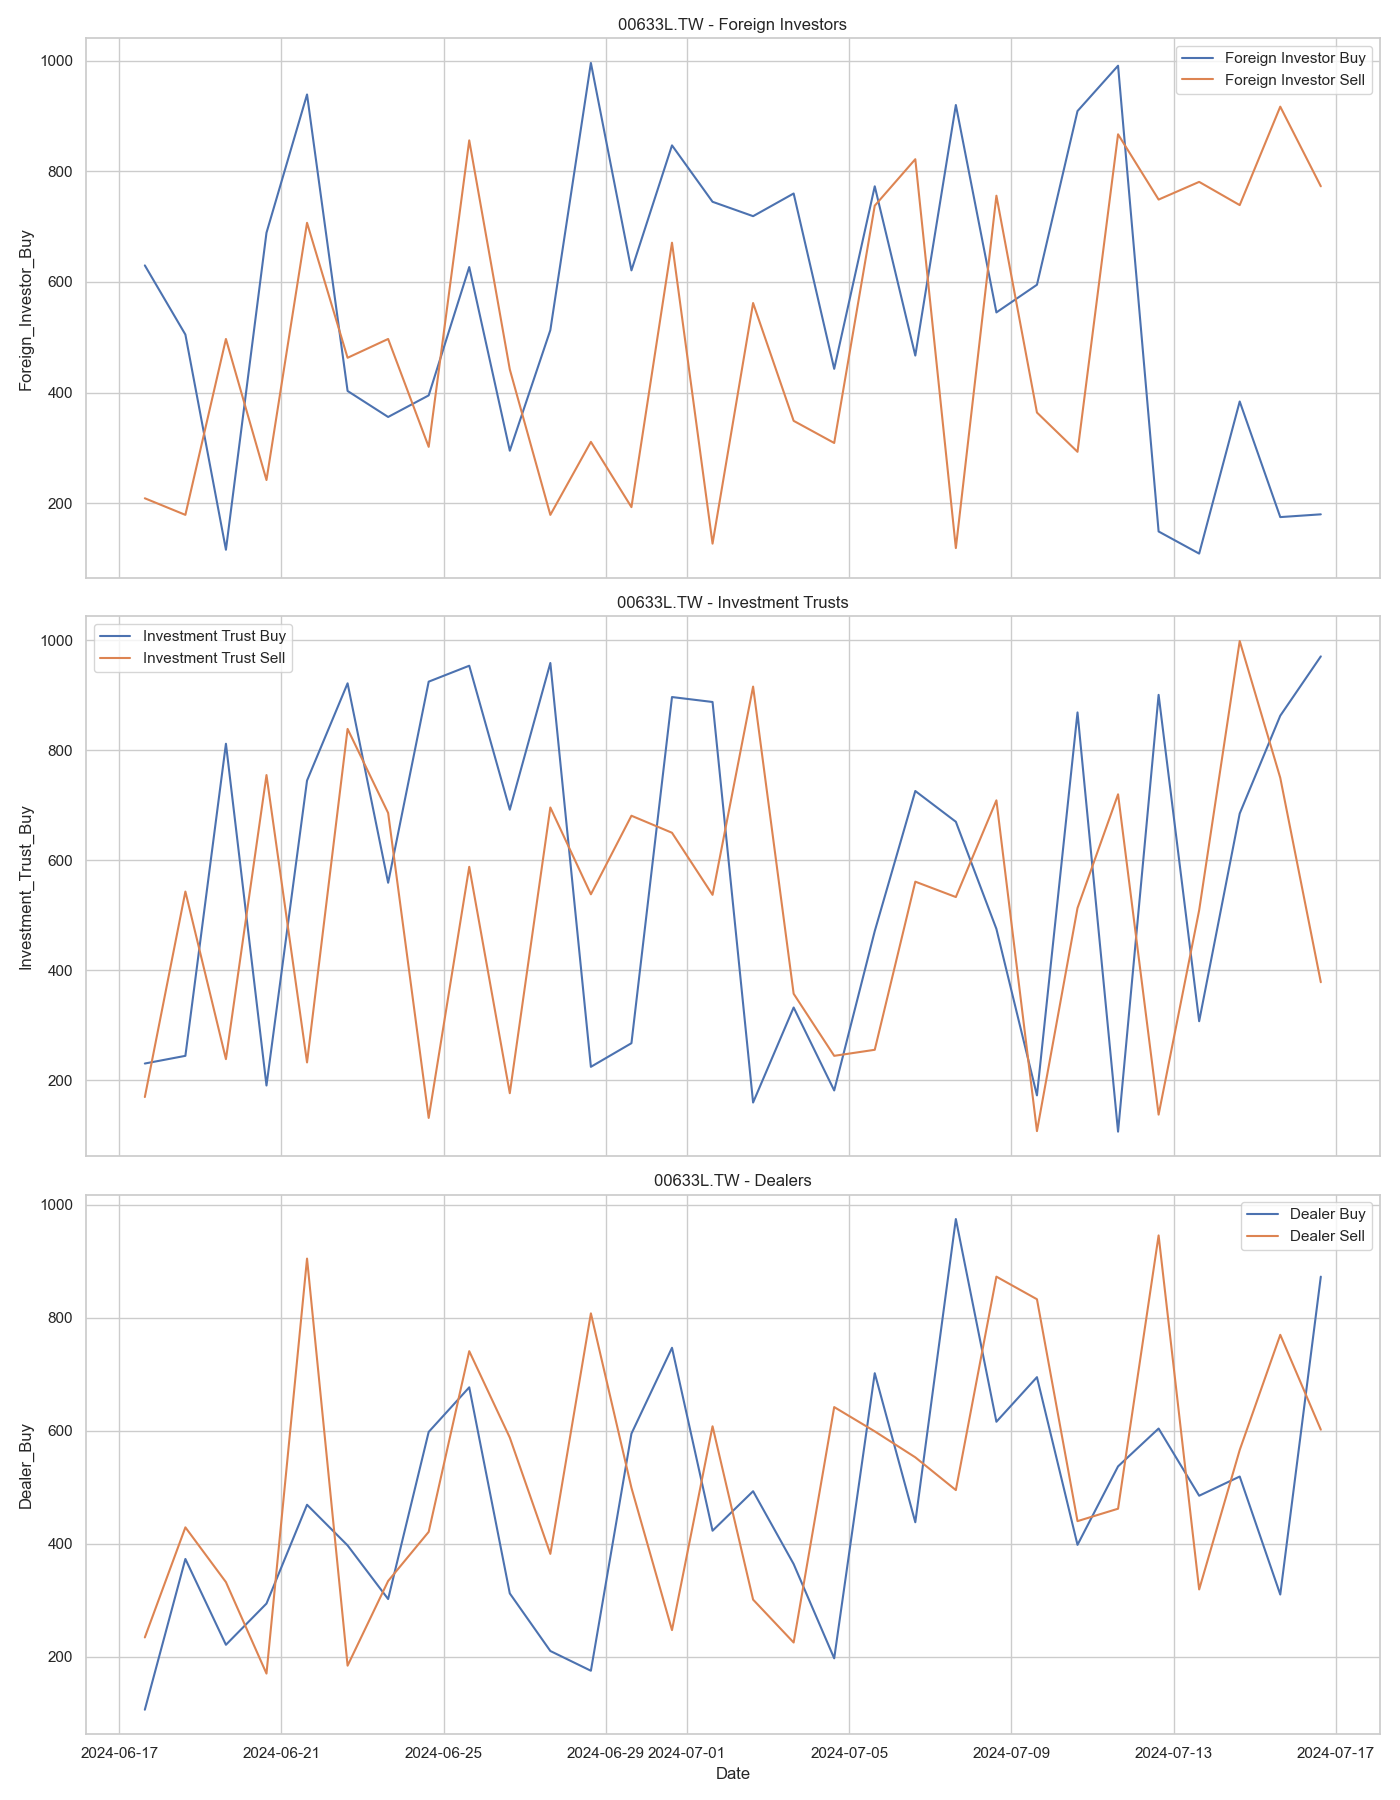 00633L.TW - Foreign Investors
Foreign_Investor_Buy
1000
800
600
400
200
Foreign Investor Buy
Foreign Investor Sell
00633L.TW - Investment Trusts
Investment_Trust_Buy
1000
800
600
400
200
Investment Trust Buy
Investment Trust Sell
00633L.TW - Dealers
Dealer_Buy
1000
800
600
400
200
Dealer Buy
Dealer Sell
2024-06-17 2024-06-21 2024-06-25 2024-06-29 2024-07-01 2024-07-05 2024-07-09 2024-07-13 2024-07-17
Date